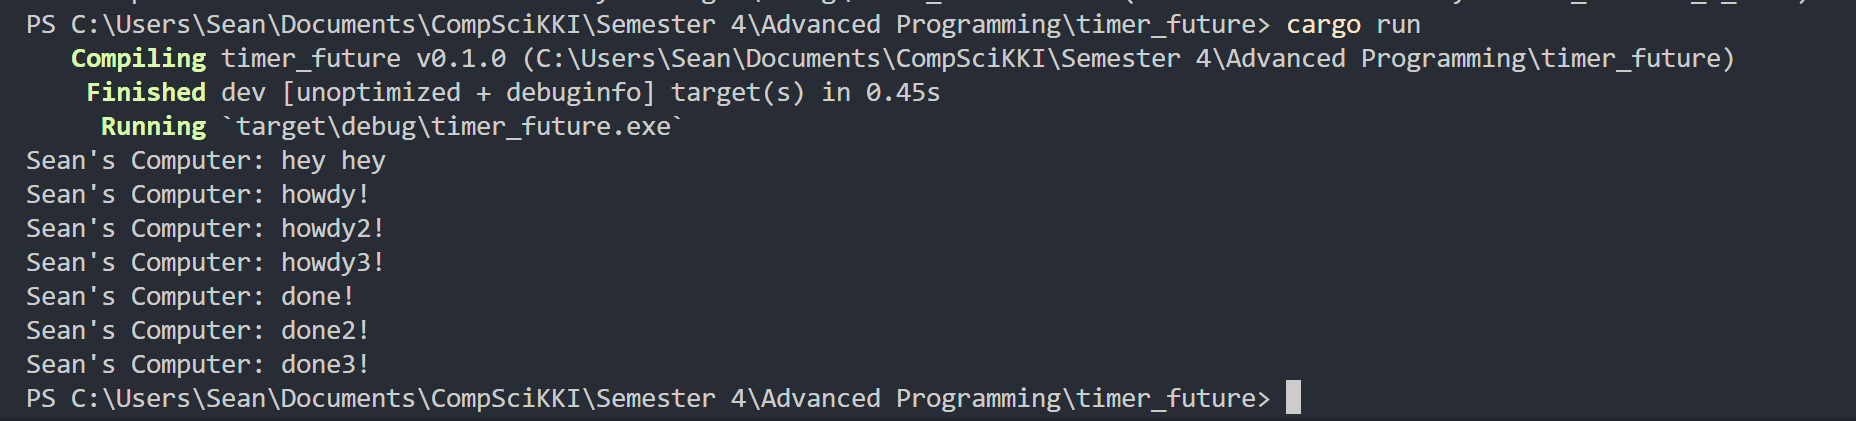 PS C:\Users\Sean\Documents\CompSciKKI\Semester 4\Advanced Programming\timer_future> cargo run
   Compiling timer_future v0.1.0 (C:\Users\Sean\Documents\CompSciKKI\Semester 4\Advanced Programming\timer_future)
    Finished dev [unoptimized + debuginfo] target(s) in 0.45s
     Running `target\debug\timer_future.exe`
Sean's Computer: hey hey
Sean's Computer: howdy!
Sean's Computer: howdy2!
Sean's Computer: howdy3!
Sean's Computer: done!
Sean's Computer: done2!
Sean's Computer: done3!
PS C:\Users\Sean\Documents\CompSciKKI\Semester 4\Advanced Programming\timer_future>